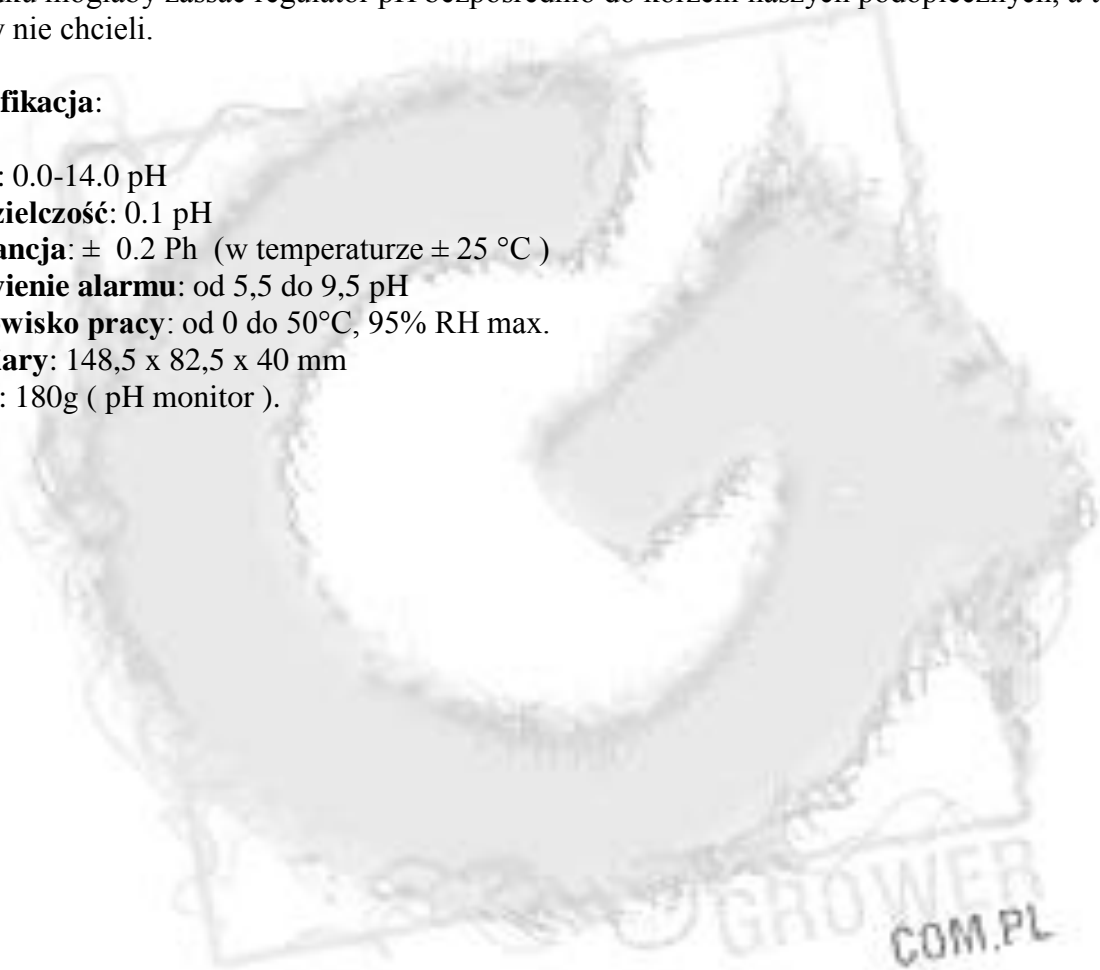 mogłaby zassać regulator pH bezpośrednio do korzeni naszych podopiecznych, a t
y nie chcieli.
fikacja:
: 0.0-14.0 pH
zielczość: 0.1 pH
ancja: ± 0.2 Ph (w temperaturze ± 25 °C )
ienie alarmu: od 5,5 do 9,5 pH
wisko pracy: od 0 do 50°C, 95% RH max.
ary: 148,5 x 82,5 x 40 mm
: 180g ( pH monitor ).
GROWER
COM.PL